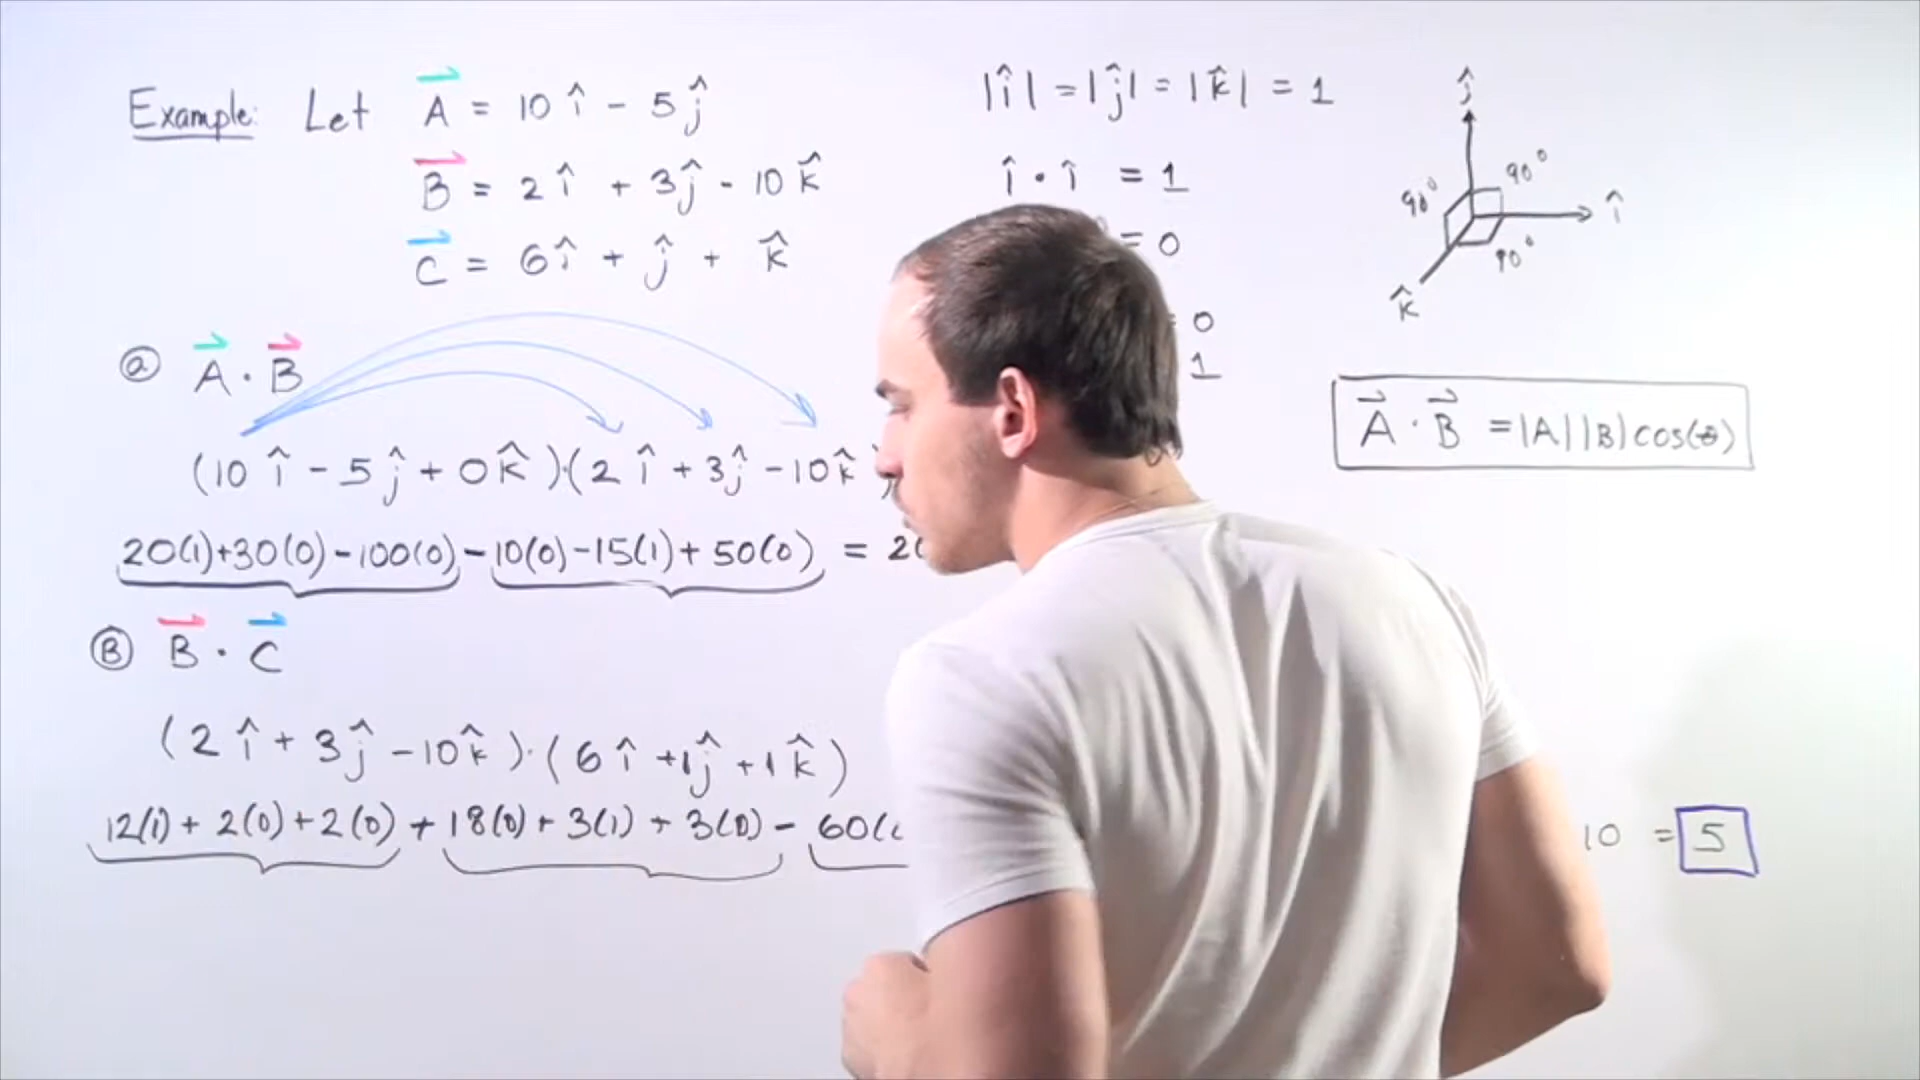 Example: Let A⃗ = 10 î - 5 ĵ
B⃗ = 2 î + 3 ĵ - 10 k̂
C⃗ = 6 î + ĵ + k̂
|î| = |ĵ| = |k̂| = 1
î · î = 1
= 0
0
1
ĵ
90° 90°
î
90°
k̂
A⃗ · B⃗ = |A| |B| cos(θ)
ⓐ A⃗ · B⃗
(10 î - 5 ĵ + 0 k̂)·(2 î + 3 ĵ - 10 k̂)
20(1)+30(0)-100(0)-10(0)-15(1)+50(0) = 2
Ⓑ B⃗ · C⃗
(2 î + 3 ĵ - 10 k̂)·(6 î + 1 ĵ + 1 k̂)
12(1) + 2(0) + 2(0) + 18(0) + 3(1) + 3(0) - 60(
10 = 5